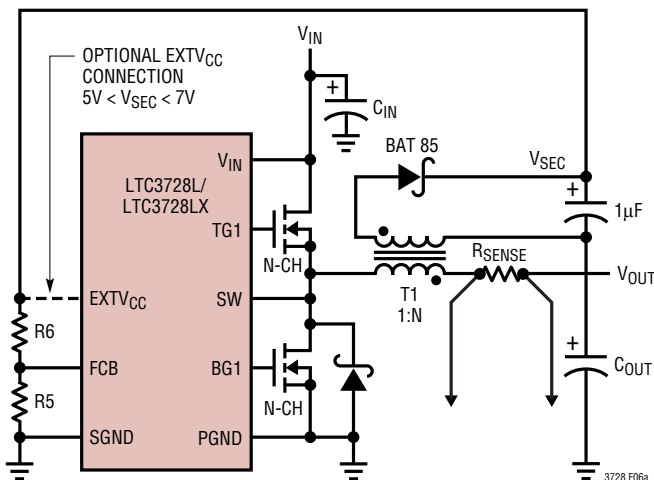 OPTIONAL EXTVCC
CONNECTION
5V < VSEC < 7V
VIN
+
CIN
BAT 85
VSEC
+
1µF
VIN
LTC3728L/
LTC3728LX
TG1
N-CH
RSENSE
VOUT
T1
1:N
EXTVCC
SW
R6
FCB
BG1
+
COUT
R5
N-CH
SGND
PGND
3728 F06a